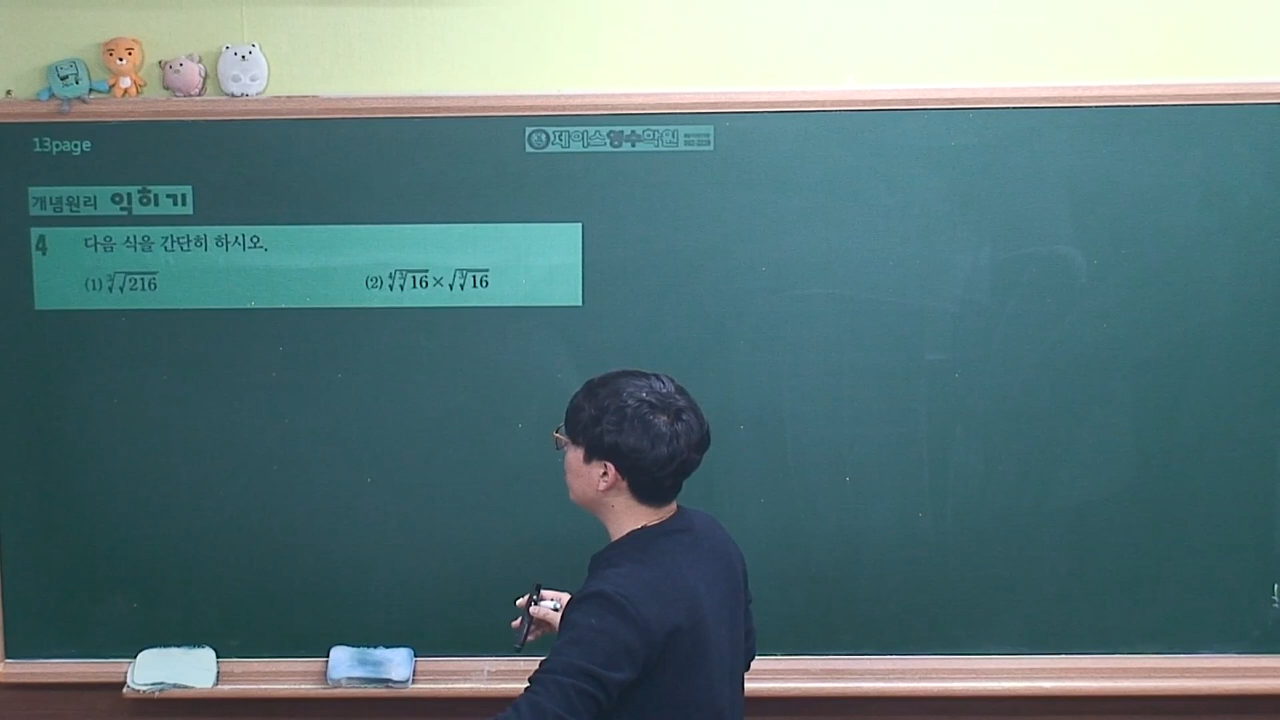 13page
제이스영수학원
개념원리 익히기
4 다음 식을 간단히 하시오.
(1) ∛√216 (2) ∜∛16 × √∛16